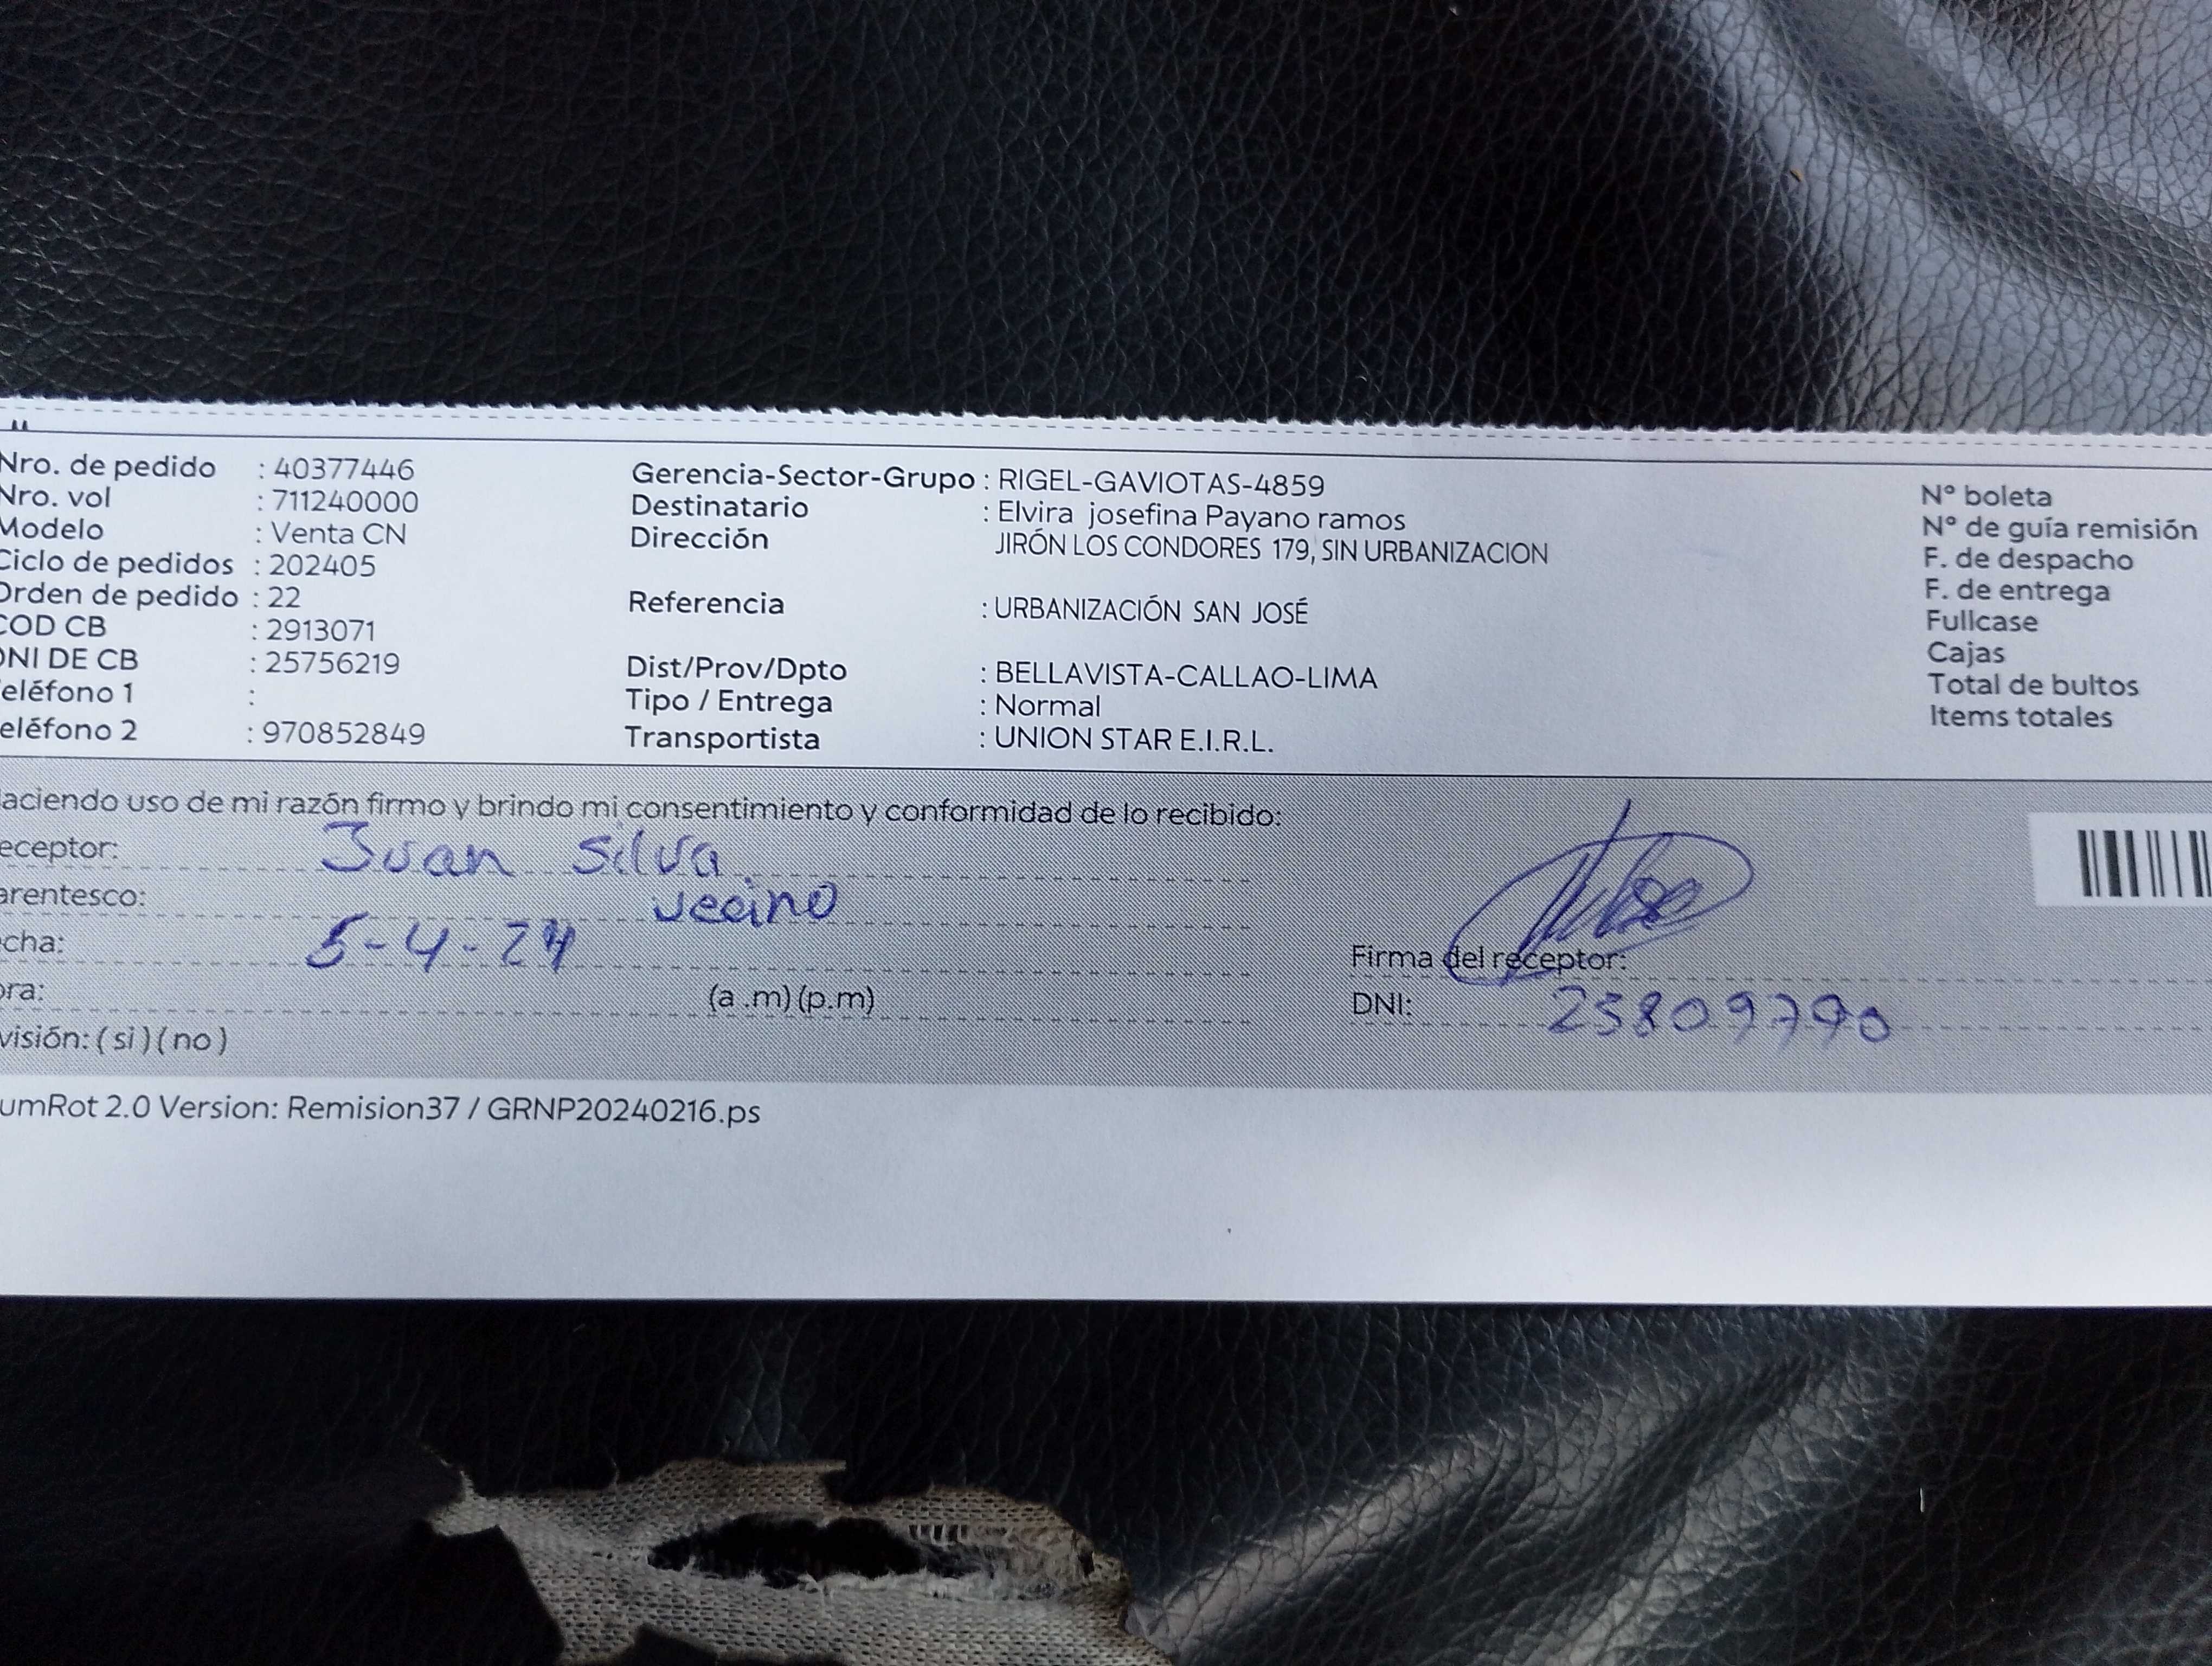 Nro. de pedido : 40377446
Nro. vol : 711240000
Modelo : Venta CN
Ciclo de pedidos : 202405
Orden de pedido : 22
COD CB : 2913071
DNI DE CB : 25756219
eléfono 1 :
eléfono 2 : 970852849
Gerencia-Sector-Grupo : RIGEL-GAVIOTAS-4859
Destinatario : Elvira josefina Payano ramos
Dirección JIRÓN LOS CONDORES 179, SIN URBANIZACION
Referencia : URBANIZACIÓN SAN JOSÉ
Dist/Prov/Dpto : BELLAVISTA-CALLAO-LIMA
Tipo / Entrega : Normal
Transportista : UNION STAR E.I.R.L.
N° boleta
N° de guía remisión
F. de despacho
F. de entrega
Fullcase
Cajas
Total de bultos
Items totales
aciendo uso de mi razón firmo y brindo mi consentimiento y conformidad de lo recibido:
eceptor: Juan Silva
arentesco: vecino
cha: 5-4-24
ora: (a .m) (p.m)
visión: ( si ) ( no )
Firma del receptor:
DNI: 25809790
umRot 2.0 Version: Remision37 / GRNP20240216.ps